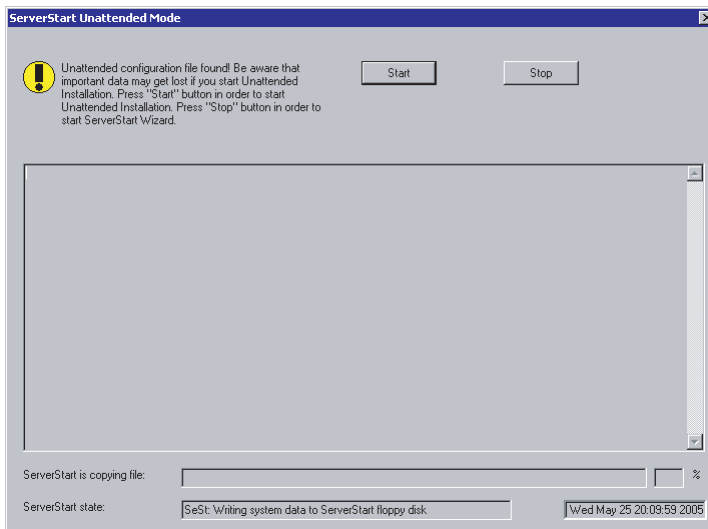 ServerStart Unattended Mode
Unattended configuration file found! Be aware that
important data may get lost if you start Unattended
Installation. Press "Start" button in order to start
Unattended Installation. Press "Stop" button in order to
start ServerStart Wizard.
Start
Stop
ServerStart is copying file:
%
ServerStart state:
SeSt: Writing system data to ServerStart floppy disk
Wed May 25 20:09:59 2005